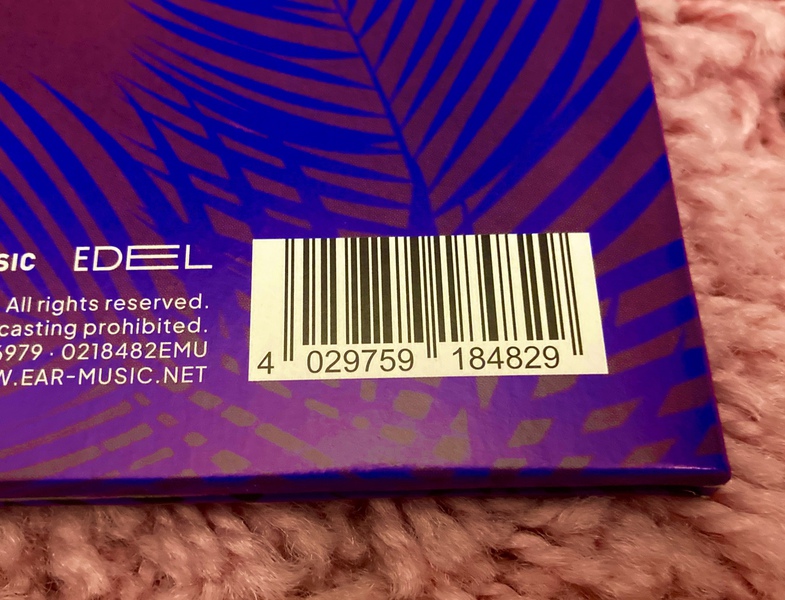 SIC EDEL
All rights reserved.
casting prohibited.
5979 · 0218482EMU
W.EAR-MUSIC.NET
4 029759 184829